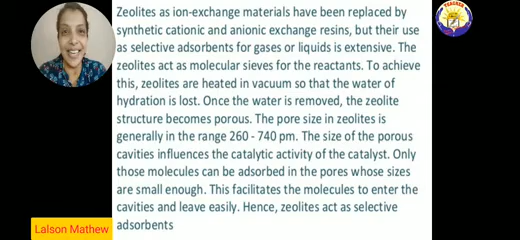 Zeolites as ion-exchange materials have been replaced by
synthetic cationic and anionic exchange resins, but their use
as selective adsorbents for gases or liquids is extensive. The
zeolites act as molecular sieves for the reactants. To achieve
this, zeolites are heated in vacuum so that the water of
hydration is lost. Once the water is removed, the zeolite
structure becomes porous. The pore size in zeolites is
generally in the range 260 - 740 pm. The size of the porous
cavities influences the catalytic activity of the catalyst. Only
those molecules can be adsorbed in the pores whose sizes
are small enough. This facilitates the molecules to enter the
cavities and leave easily. Hence, zeolites act as selective
adsorbents
Lalson Mathew